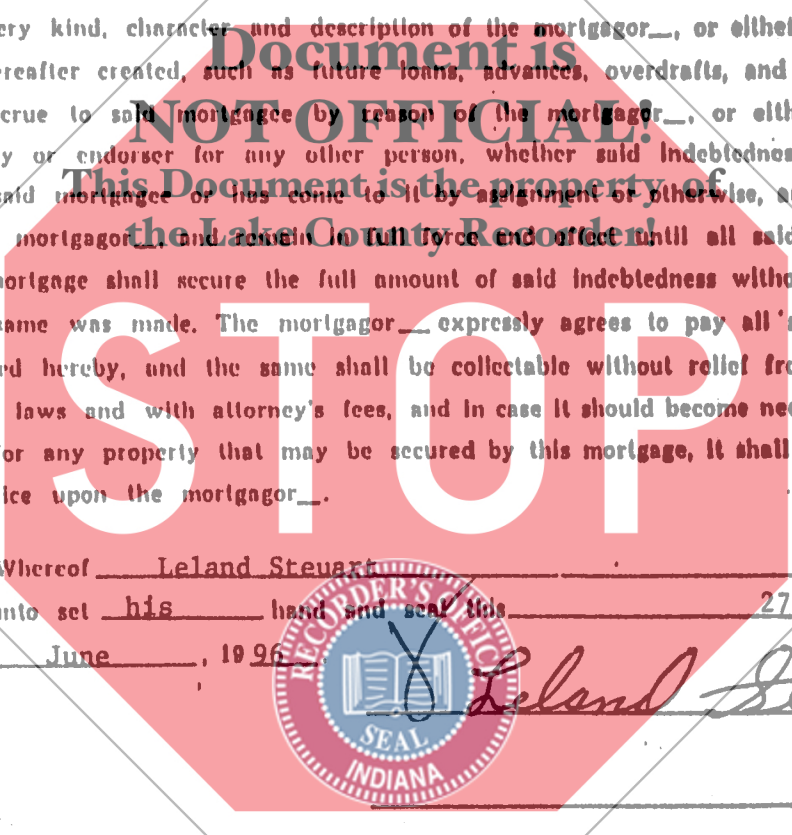 ery kind, character and description of the mortgagor__, or either
Document is
ereafter created, such as future loans, advances, overdrafts, and
NOT OFFICIAL!
crue to said mortgagee by reason of the mortgagor__, or eith
y or endorser for any other person, whether said indebtednes
This Document is the property of
said mortgagee or has come to it by assignment or otherwise, a
the Lake County Recorder!
mortgagor__, and remain in full force and effect until all said
ortgage shall secure the full amount of said indebtedness witho
STOP
ame was made. The mortgagor__ expressly agrees to pay all s
ed hereby, and the same shall be collectable without relief fro
laws and with attorney's fees, and in case it should become nec
or any property that may be secured by this mortgage, it shall
ice upon the mortgagor__.
Whereof Leland Steuart
nto set his hand and seal this 27
June, 1996
Leland
RECORDER'S OFFICE
SEAL
INDIANA